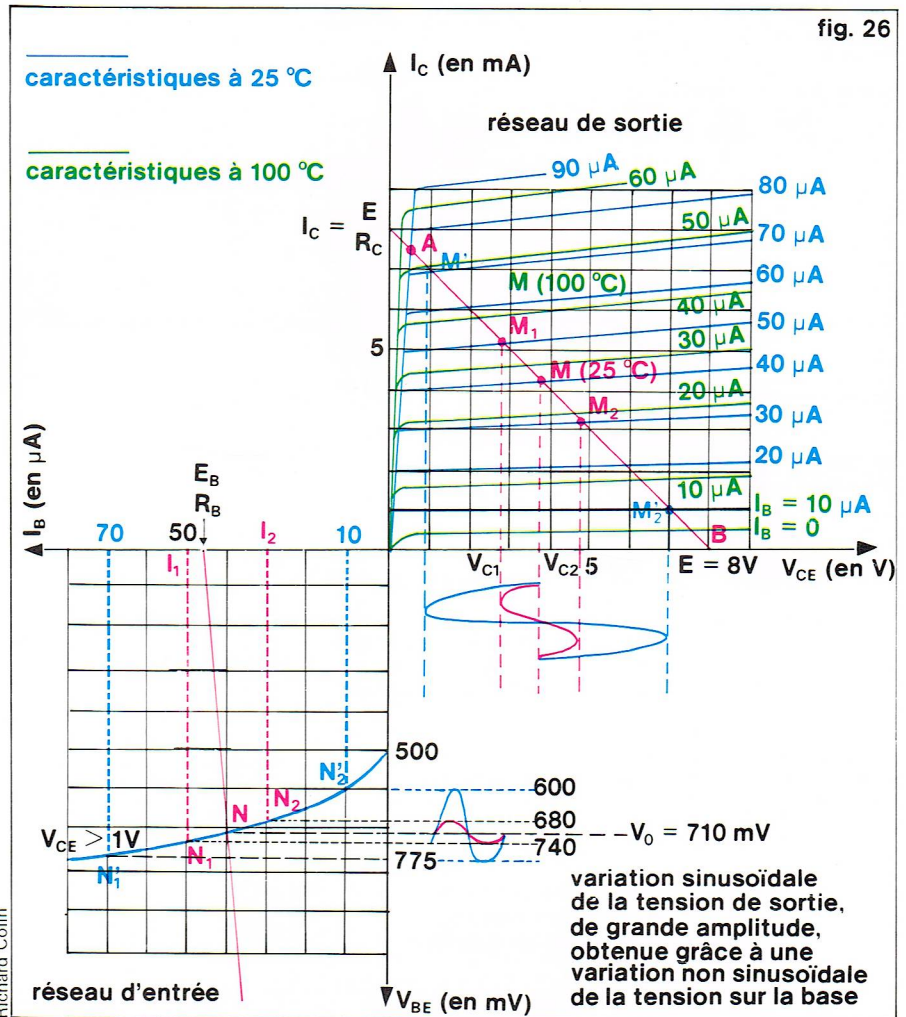 fig. 26
caractéristiques à 25 °C
caractéristiques à 100 °C
I_C (en mA)
réseau de sortie
90 µA
60 µA
80 µA
50 µA
70 µA
60 µA
40 µA
50 µA
30 µA
40 µA
20 µA
30 µA
20 µA
10 µA
I_B = 10 µA
I_B = 0
I_C = E
R_C
A
M'
M (100 °C)
M_1
5
M (25 °C)
M_2
M'_2
B
I_B (en µA)
E_B
R_B
70
50
I_2
10
I_1
V_C1
V_C2
5
E = 8V
V_CE (en V)
500
N'_2
600
N
N_2
680
V_CE > 1V
V_0 = 710 mV
N_1
740
N'_1
775
variation sinusoïdale
de la tension de sortie,
de grande amplitude,
obtenue grâce à une
variation non sinusoïdale
de la tension sur la base
réseau d'entrée
V_BE (en mV)
Richard Colin